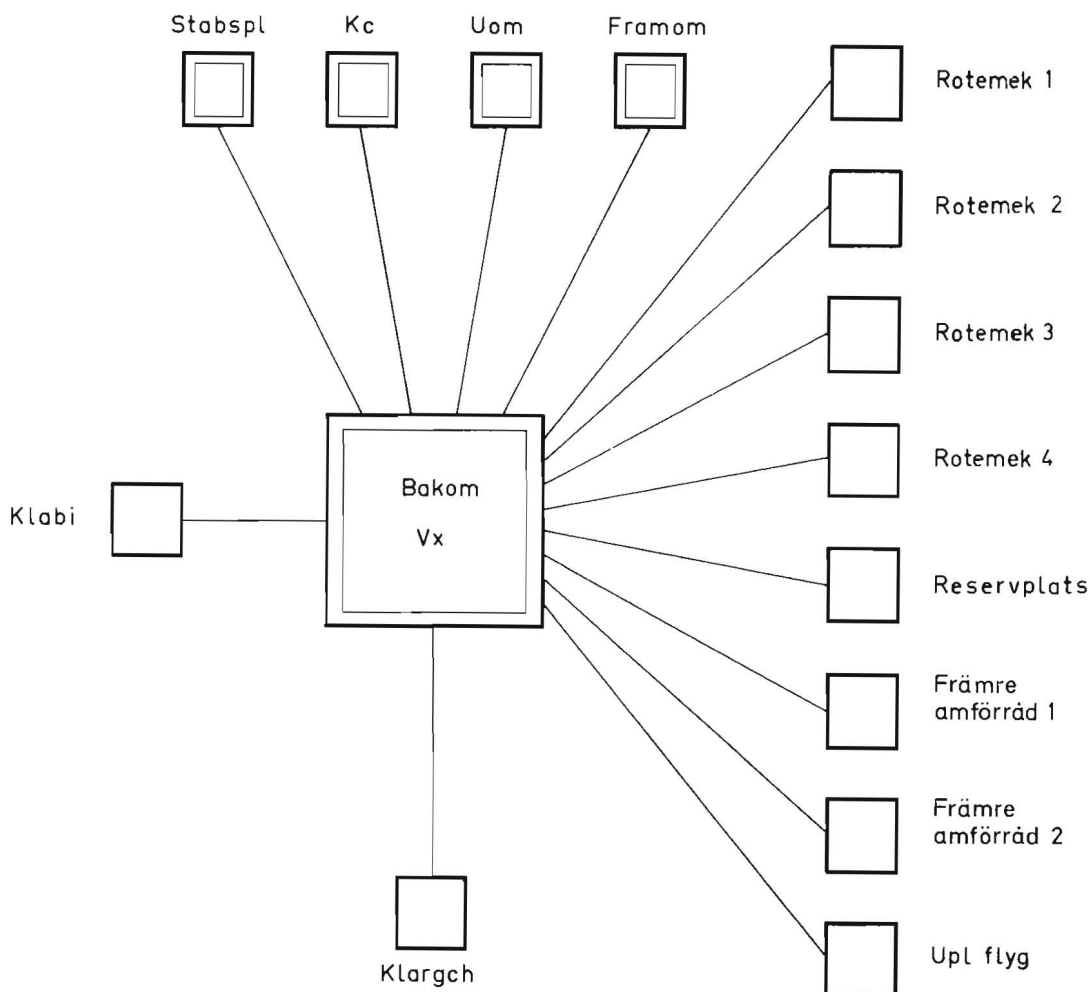 Stabspl
Kc
Uom
Framom
Rotemek 1
Rotemek 2
Rotemek 3
Rotemek 4
Bakom
Vx
Klabi
Reservplats
Främre
amförråd 1
Främre
amförråd 2
Klargch
Upl flyg